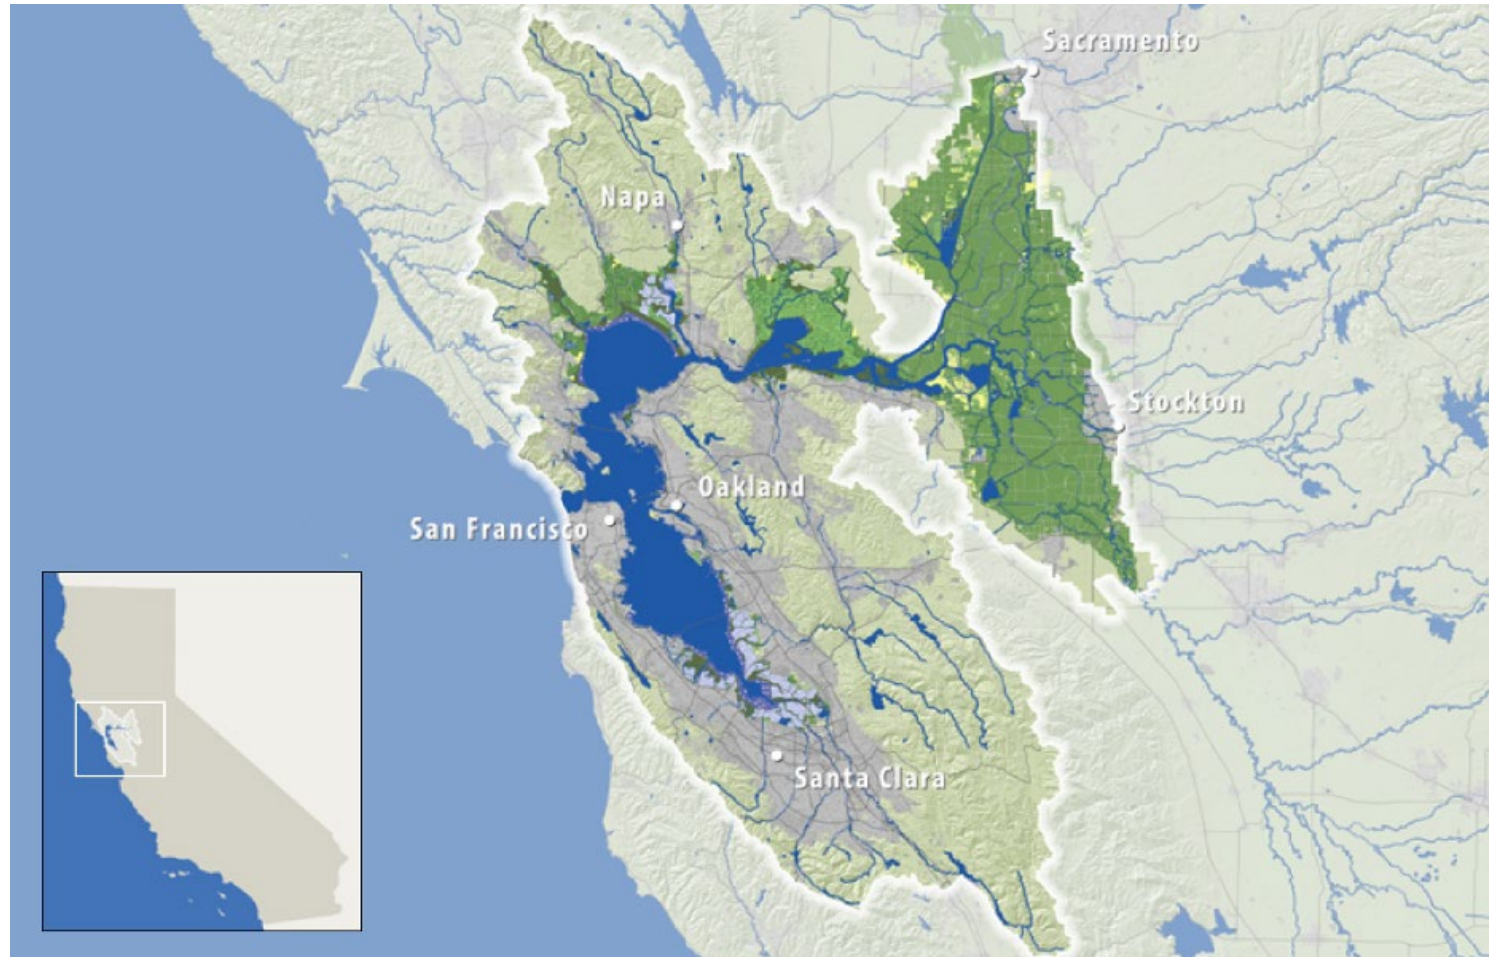 Sacramento
Napa
Stockton
Oakland
San Francisco
Santa Clara